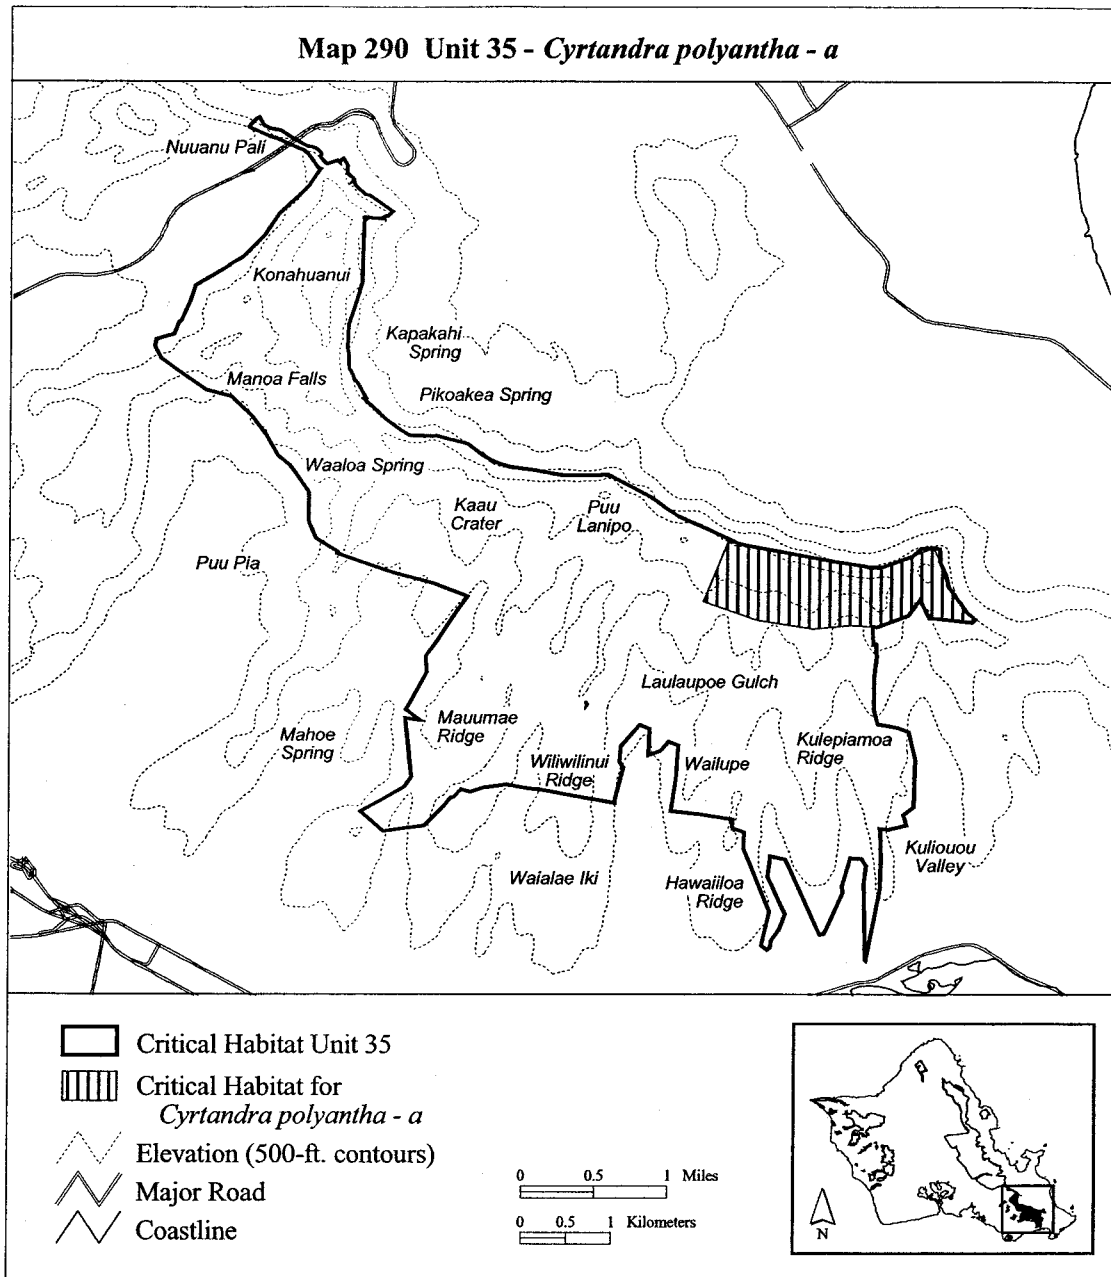 Map 290 Unit 35 - Cyrtandra polyantha - a
Nuuanu Pali
Konahuanui
Kapakahi
Spring
Manoa Falls
Pikoakea Spring
Waaloa Spring
Kaau
Crater
Puu
Lanipo
Puu Pia
Laulaupoe Gulch
Mahoe
Spring
Mauumae
Ridge
Wiliwilinui
Ridge
Wailupe
Kulepiamoa
Ridge
Waialae Iki
Hawaiiloa
Ridge
Kuliouou
Valley
Critical Habitat Unit 35
Critical Habitat for
Cyrtandra polyantha - a
Elevation (500-ft. contours)
Major Road
Coastline
0 0.5 1 Miles
0 0.5 1 Kilometers
N